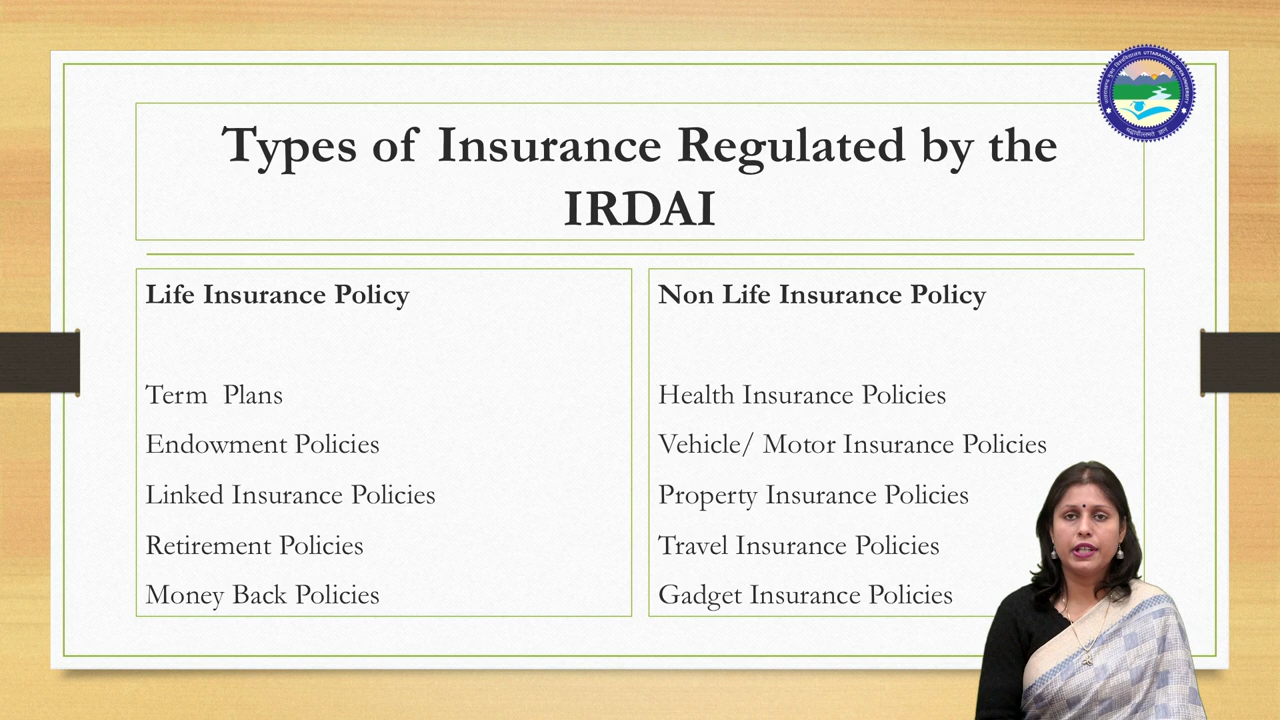 Types of Insurance Regulated by the
IRDAI
Life Insurance Policy
Term Plans
Endowment Policies
Linked Insurance Policies
Retirement Policies
Money Back Policies
Non Life Insurance Policy
Health Insurance Policies
Vehicle/ Motor Insurance Policies
Property Insurance Policies
Travel Insurance Policies
Gadget Insurance Policies